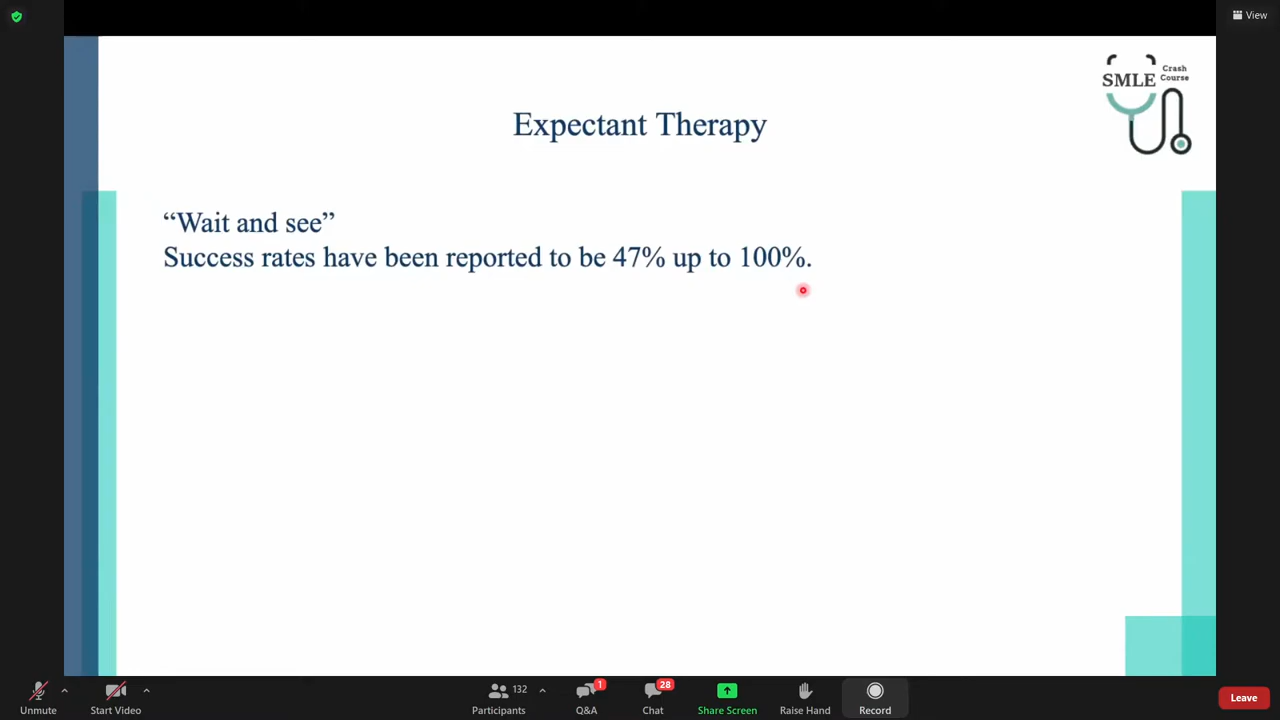 View
SMLE
Crash
Course
Expectant Therapy
“Wait and see”
Success rates have been reported to be 47% up to 100%.
132
1
28
Unmute
Start Video
Participants
Q&A
Chat
Share Screen
Raise Hand
Record
Leave